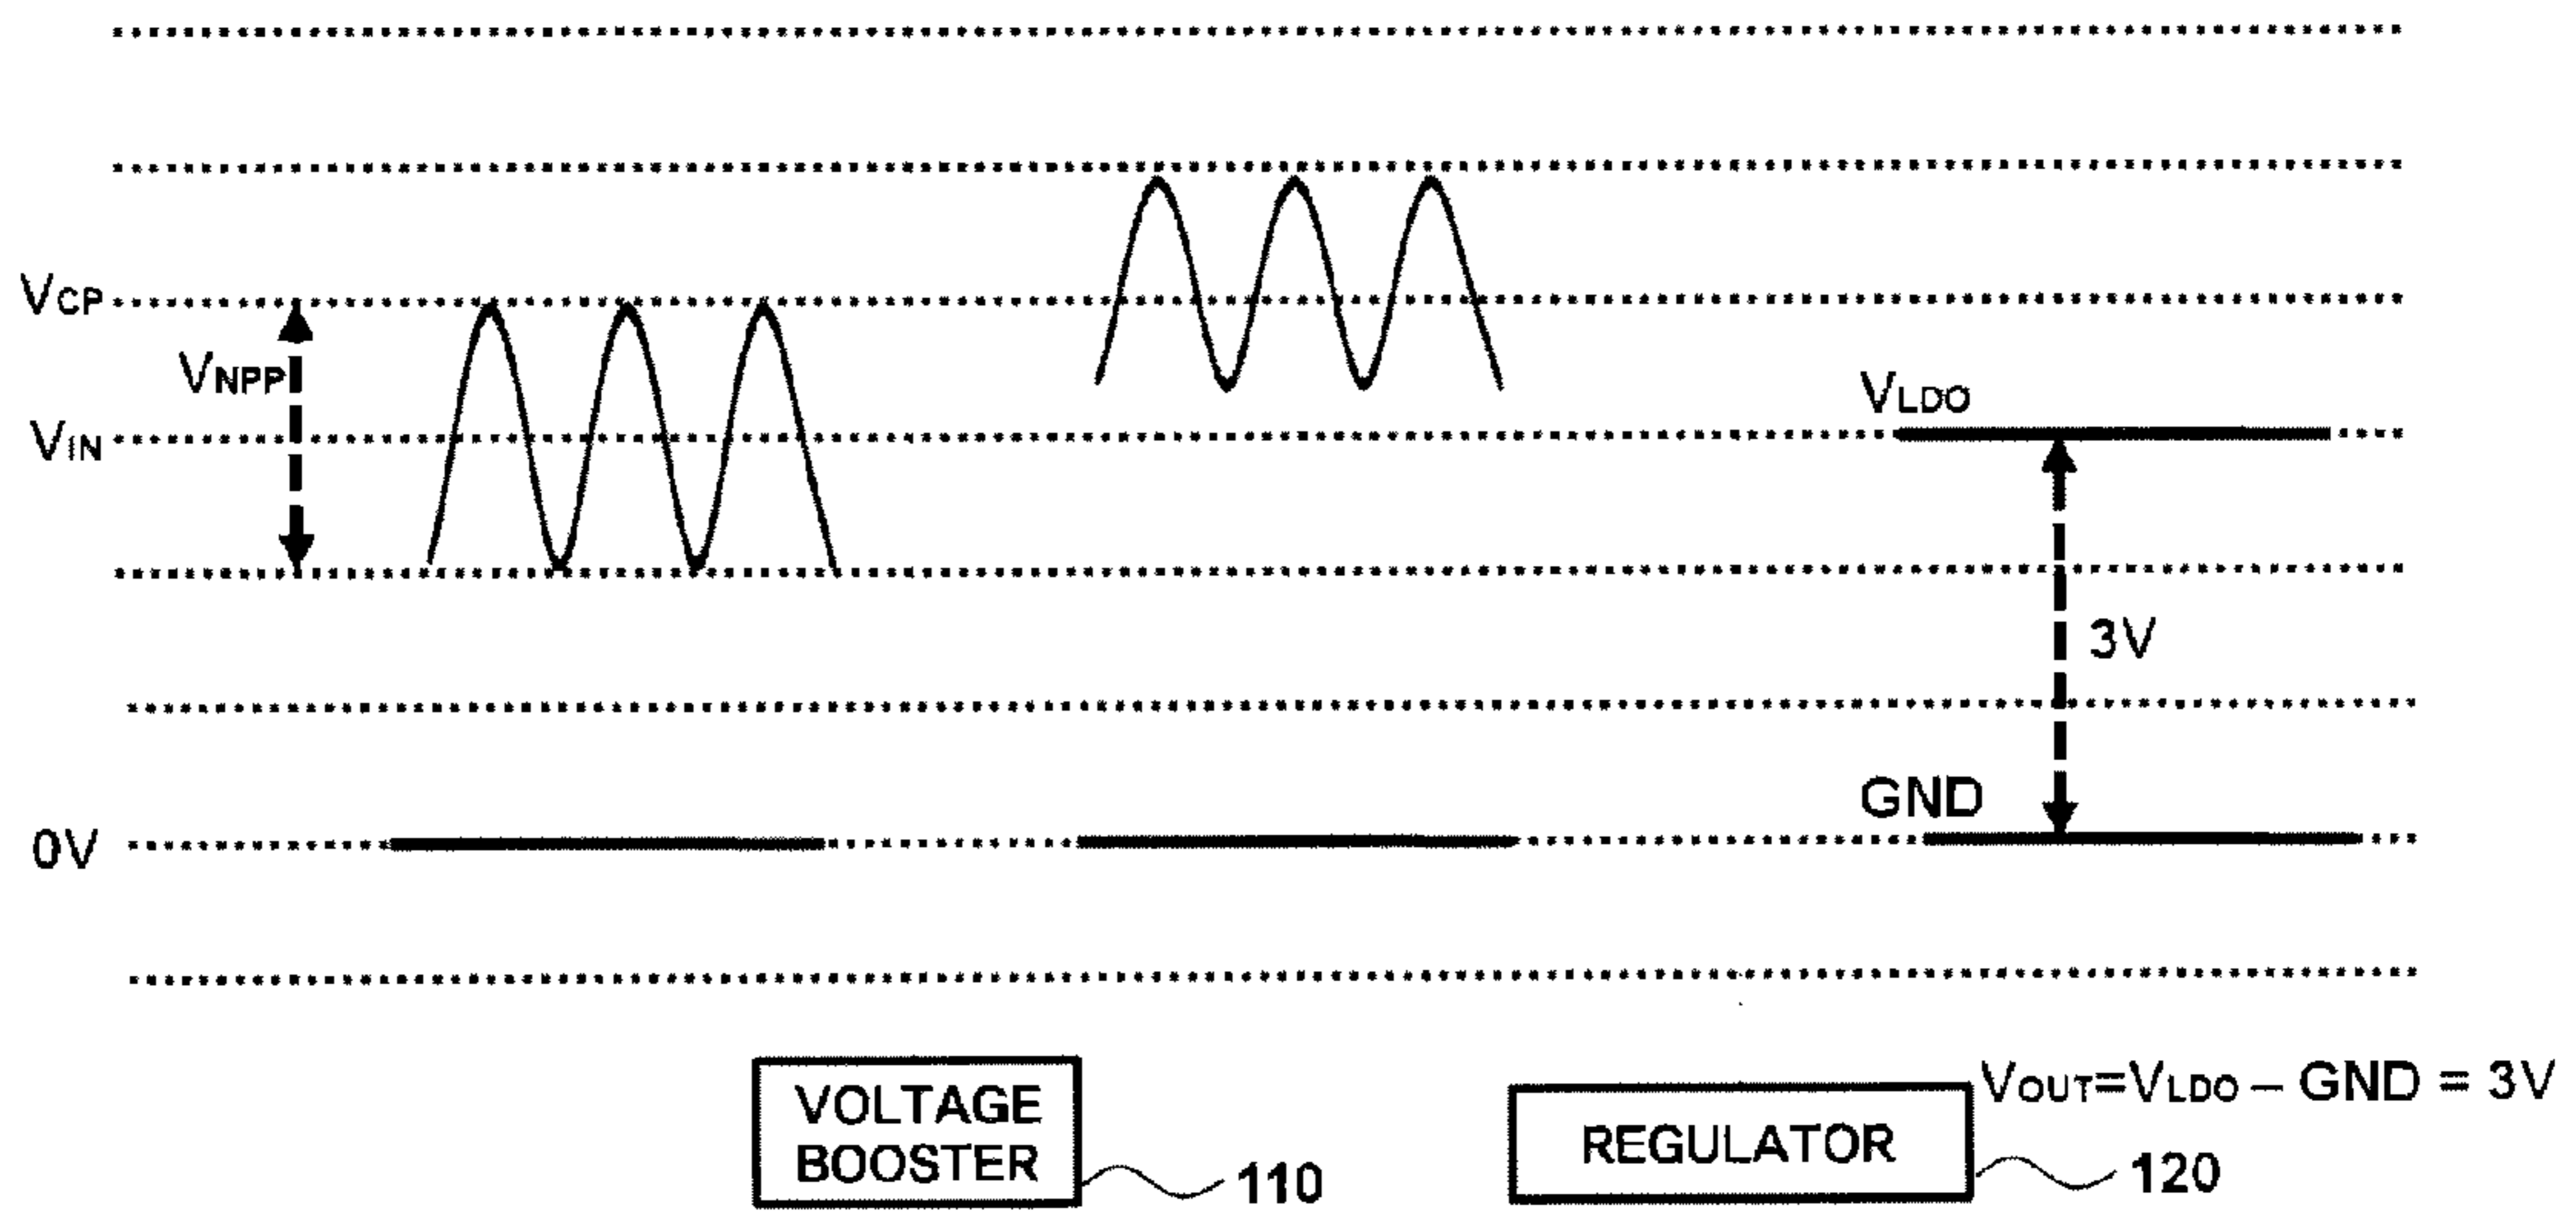 VCP
VNPP
VIN
VLDO
3V
GND
0V
VOLTAGE
BOOSTER
110
REGULATOR
120
VOUT=VLDO – GND = 3V